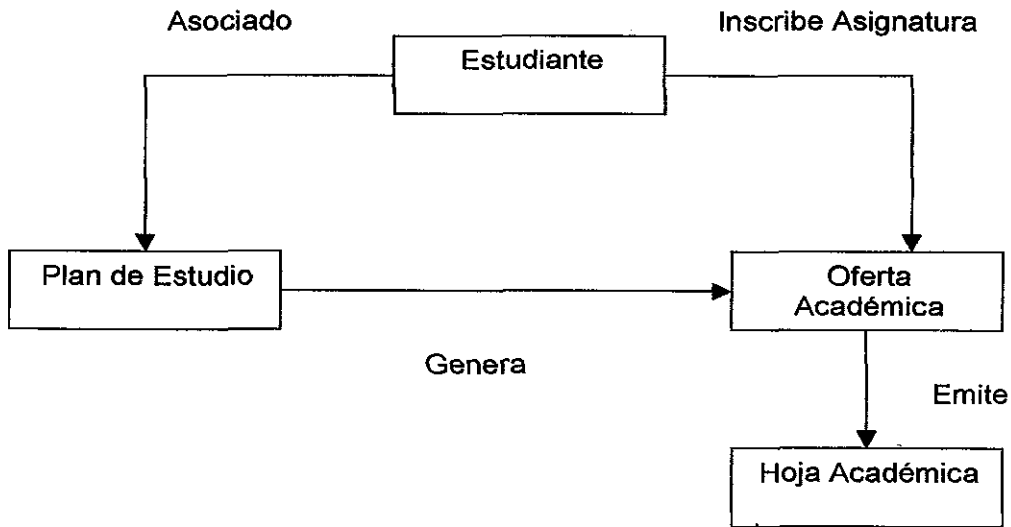 Asociado
Inscribe Asignatura
Estudiante
Plan de Estudio
Oferta
Académica
Genera
Emite
Hoja Académica